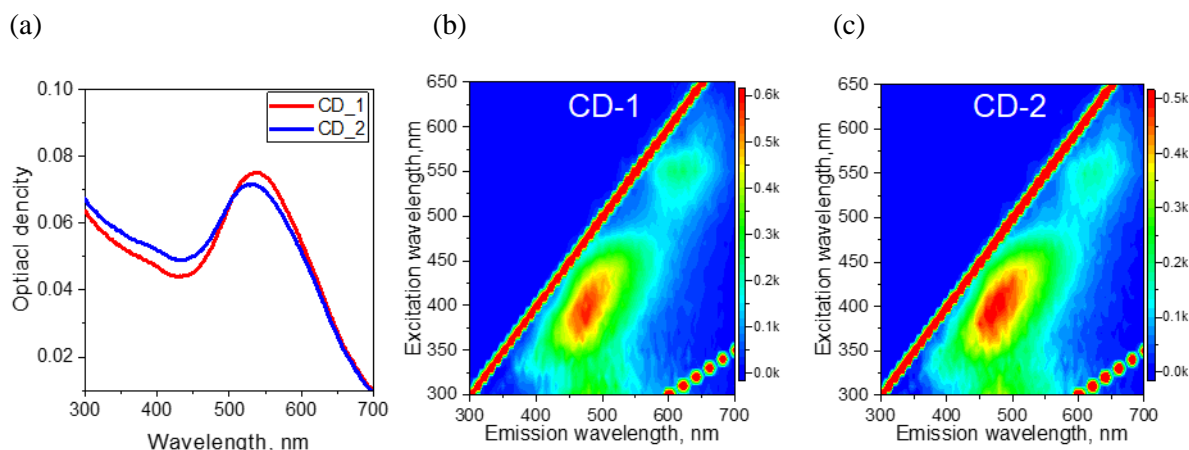 (a)
(b)
(c)
0.10
0.08
0.06
0.04
0.02
Optiacl density
CD_1
CD_2
300
400
500
600
700
Wavelength, nm
650
600
550
500
450
400
350
300
Excitation wavelength,nm
CD-1
0.6k
0.5k
0.4k
0.3k
0.2k
0.1k
0.0k
300
400
500
600
700
Emission wavelength, nm
650
600
550
500
450
400
350
300
Excitation wavelength,nm
CD-2
0.5k
0.4k
0.3k
0.2k
0.1k
0.0k
300
400
500
600
700
Emission wavelength, nm